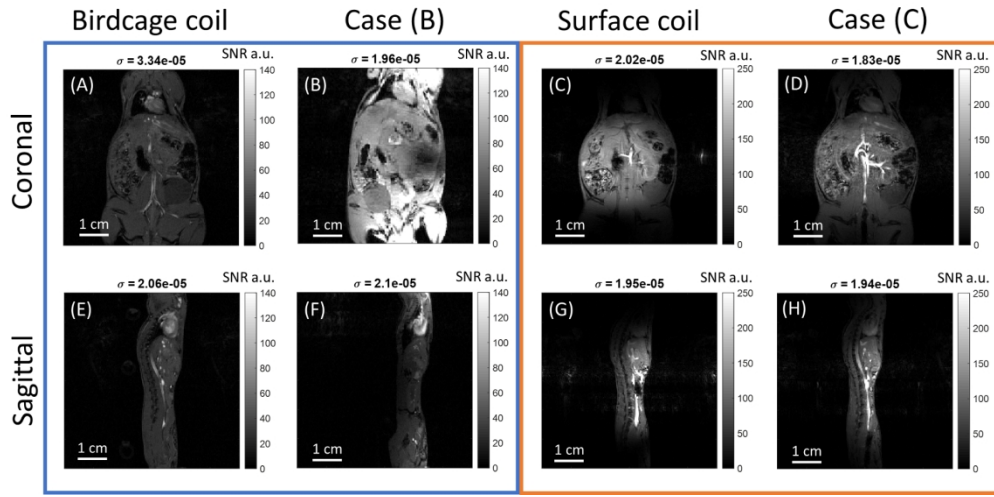 Birdcage coil Case (B) Surface coil Case (C)
Coronal
σ = 3.34e-05 SNR a.u. σ = 1.96e-05 SNR a.u. σ = 2.02e-05 SNR a.u. σ = 1.83e-05 SNR a.u.
(A) 140 (B) 140 (C) 250 (D) 250
120 120 200 200
100 100 150 150
80 80 100 100
60 60 50 50
40 40 0 0
20 20
0 0
1 cm 1 cm 1 cm 1 cm
Sagittal
σ = 2.06e-05 SNR a.u. σ = 2.1e-05 SNR a.u. σ = 1.95e-05 SNR a.u. σ = 1.94e-05 SNR a.u.
(E) 140 (F) 140 (G) 250 (H) 250
120 120 200 200
100 100 150 150
80 80 100 100
60 60 50 50
40 40 0 0
20 20
0 0
1 cm 1 cm 1 cm 1 cm